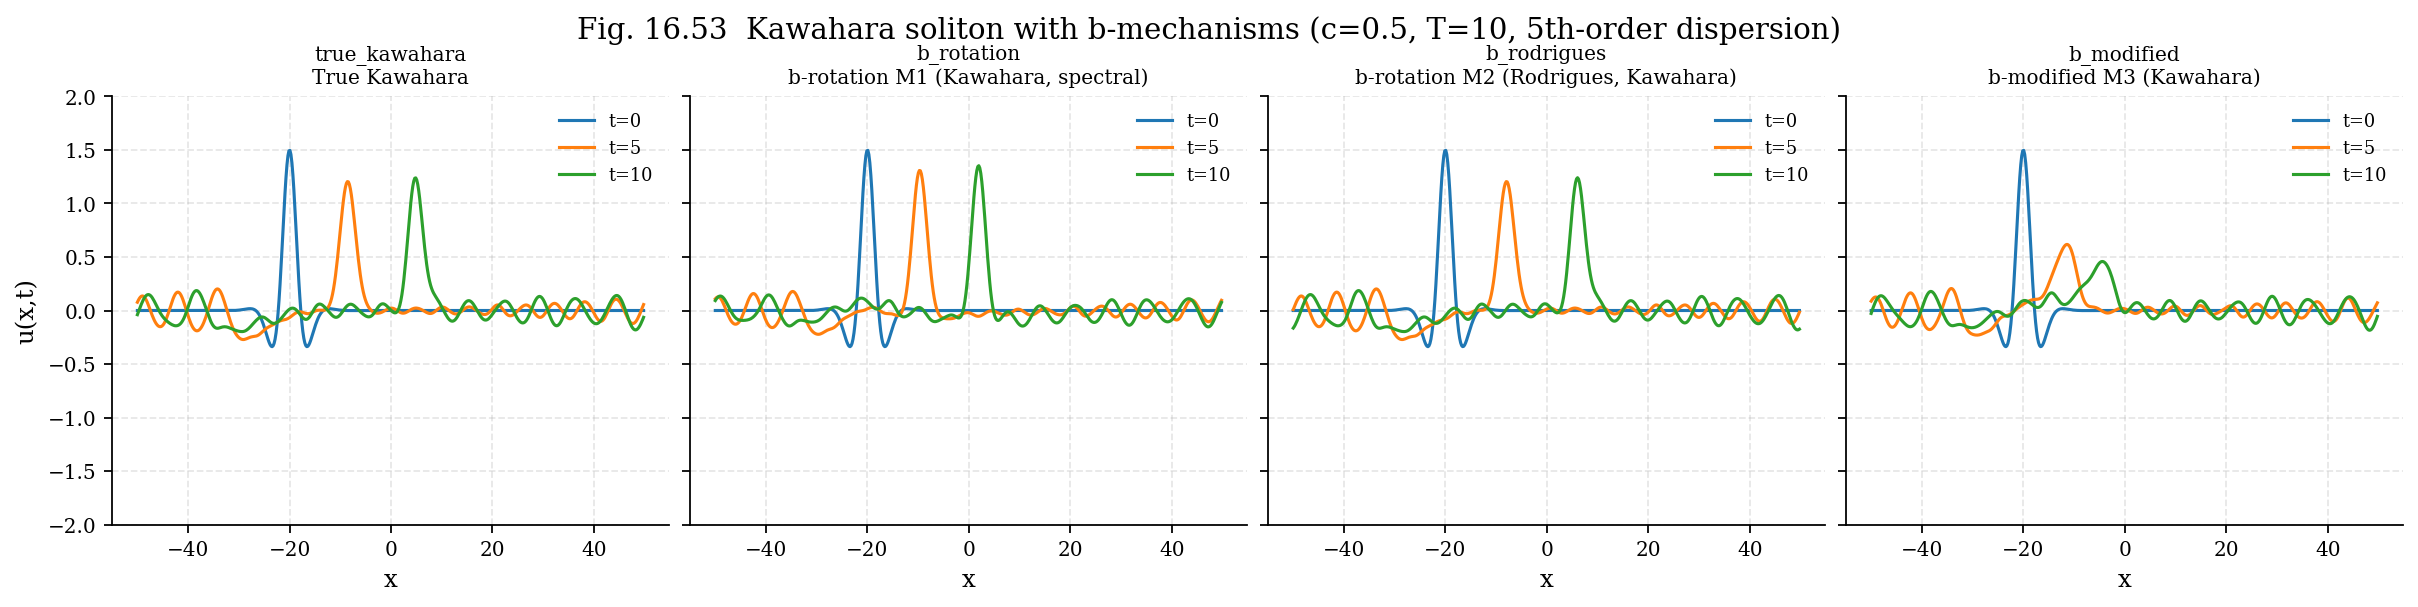 Fig. 16.53  Kawahara soliton with b-mechanisms (c=0.5, T=10, 5th-order dispersion)
true_kawahara
True Kawahara
b_rotation
b-rotation M1 (Kawahara, spectral)
b_rodrigues
b-rotation M2 (Rodrigues, Kawahara)
b_modified
b-modified M3 (Kawahara)
u(x,t)
2.0
1.5
1.0
0.5
0.0
−0.5
−1.0
−1.5
−2.0
t=0
t=5
t=10
−40 −20 0 20 40
x
t=0
t=5
t=10
−40 −20 0 20 40
x
t=0
t=5
t=10
−40 −20 0 20 40
x
t=0
t=5
t=10
−40 −20 0 20 40
x